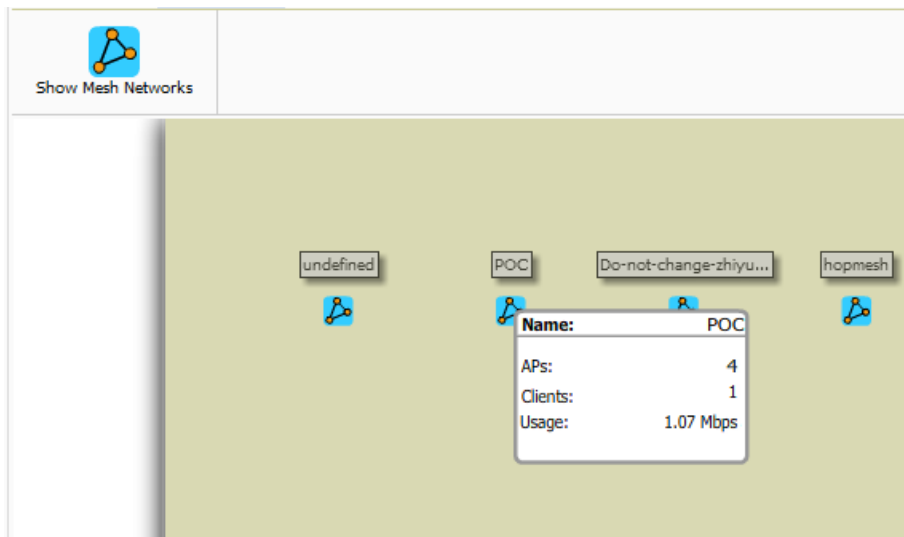 Show Mesh Networks
undefined
POC
Do-not-change-zhiyu...
hopmesh
Name: POC
APs: 4
Clients: 1
Usage: 1.07 Mbps